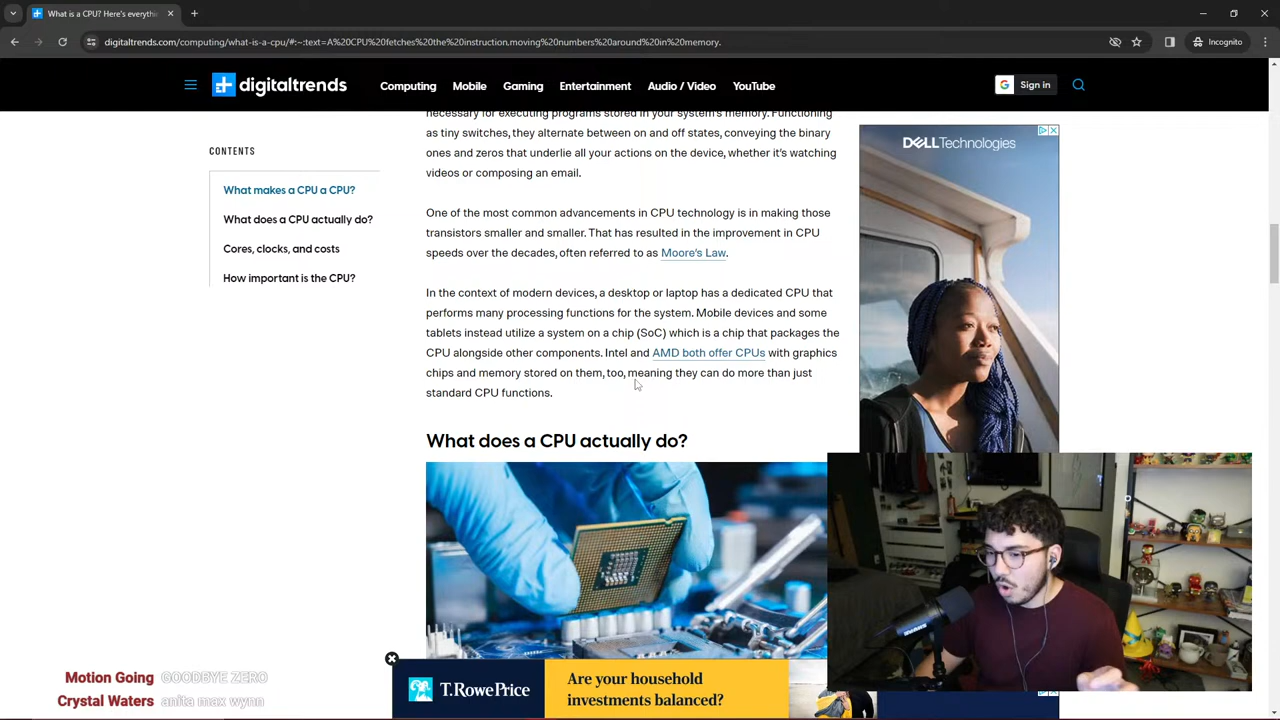 What is a CPU? Here's everythin
digitaltrends.com/computing/what-is-a-cpu/#:~:text=A%20CPU%20fetches%20the%20instruction.moving%20numbers%20around%20in%20memory.
Incognito
digitaltrends
Computing
Mobile
Gaming
Entertainment
Audio / Video
YouTube
G
Sign in
CONTENTS
What makes a CPU a CPU?
What does a CPU actually do?
Cores, clocks, and costs
How important is the CPU?
necessary for executing programs stored in your system's memory. Functioning
as tiny switches, they alternate between on and off states, conveying the binary
ones and zeros that underlie all your actions on the device, whether it's watching
videos or composing an email.
One of the most common advancements in CPU technology is in making those
transistors smaller and smaller. That has resulted in the improvement in CPU
speeds over the decades, often referred to as Moore's Law.
In the context of modern devices, a desktop or laptop has a dedicated CPU that
performs many processing functions for the system. Mobile devices and some
tablets instead utilize a system on a chip (SoC) which is a chip that packages the
CPU alongside other components. Intel and AMD both offer CPUs with graphics
chips and memory stored on them, too, meaning they can do more than just
standard CPU functions.
What does a CPU actually do?
DELLTechnologies
T.RowePrice
Are your household
investments balanced?
Motion Going GOODBYE ZERO
Crystal Waters anita max wynn